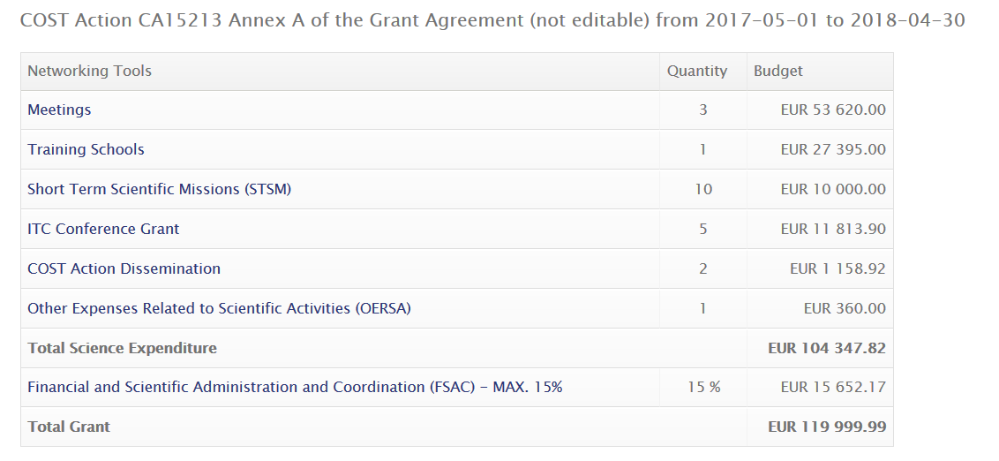 COST Action CA15213 Annex A of the Grant Agreement (not editable) from 2017-05-01 to 2018-04-30
Networking Tools Quantity Budget
Meetings 3 EUR 53 620.00
Training Schools 1 EUR 27 395.00
Short Term Scientific Missions (STSM) 10 EUR 10 000.00
ITC Conference Grant 5 EUR 11 813.90
COST Action Dissemination 2 EUR 1 158.92
Other Expenses Related to Scientific Activities (OERSA) 1 EUR 360.00
Total Science Expenditure EUR 104 347.82
Financial and Scientific Administration and Coordination (FSAC) - MAX. 15% 15 % EUR 15 652.17
Total Grant EUR 119 999.99